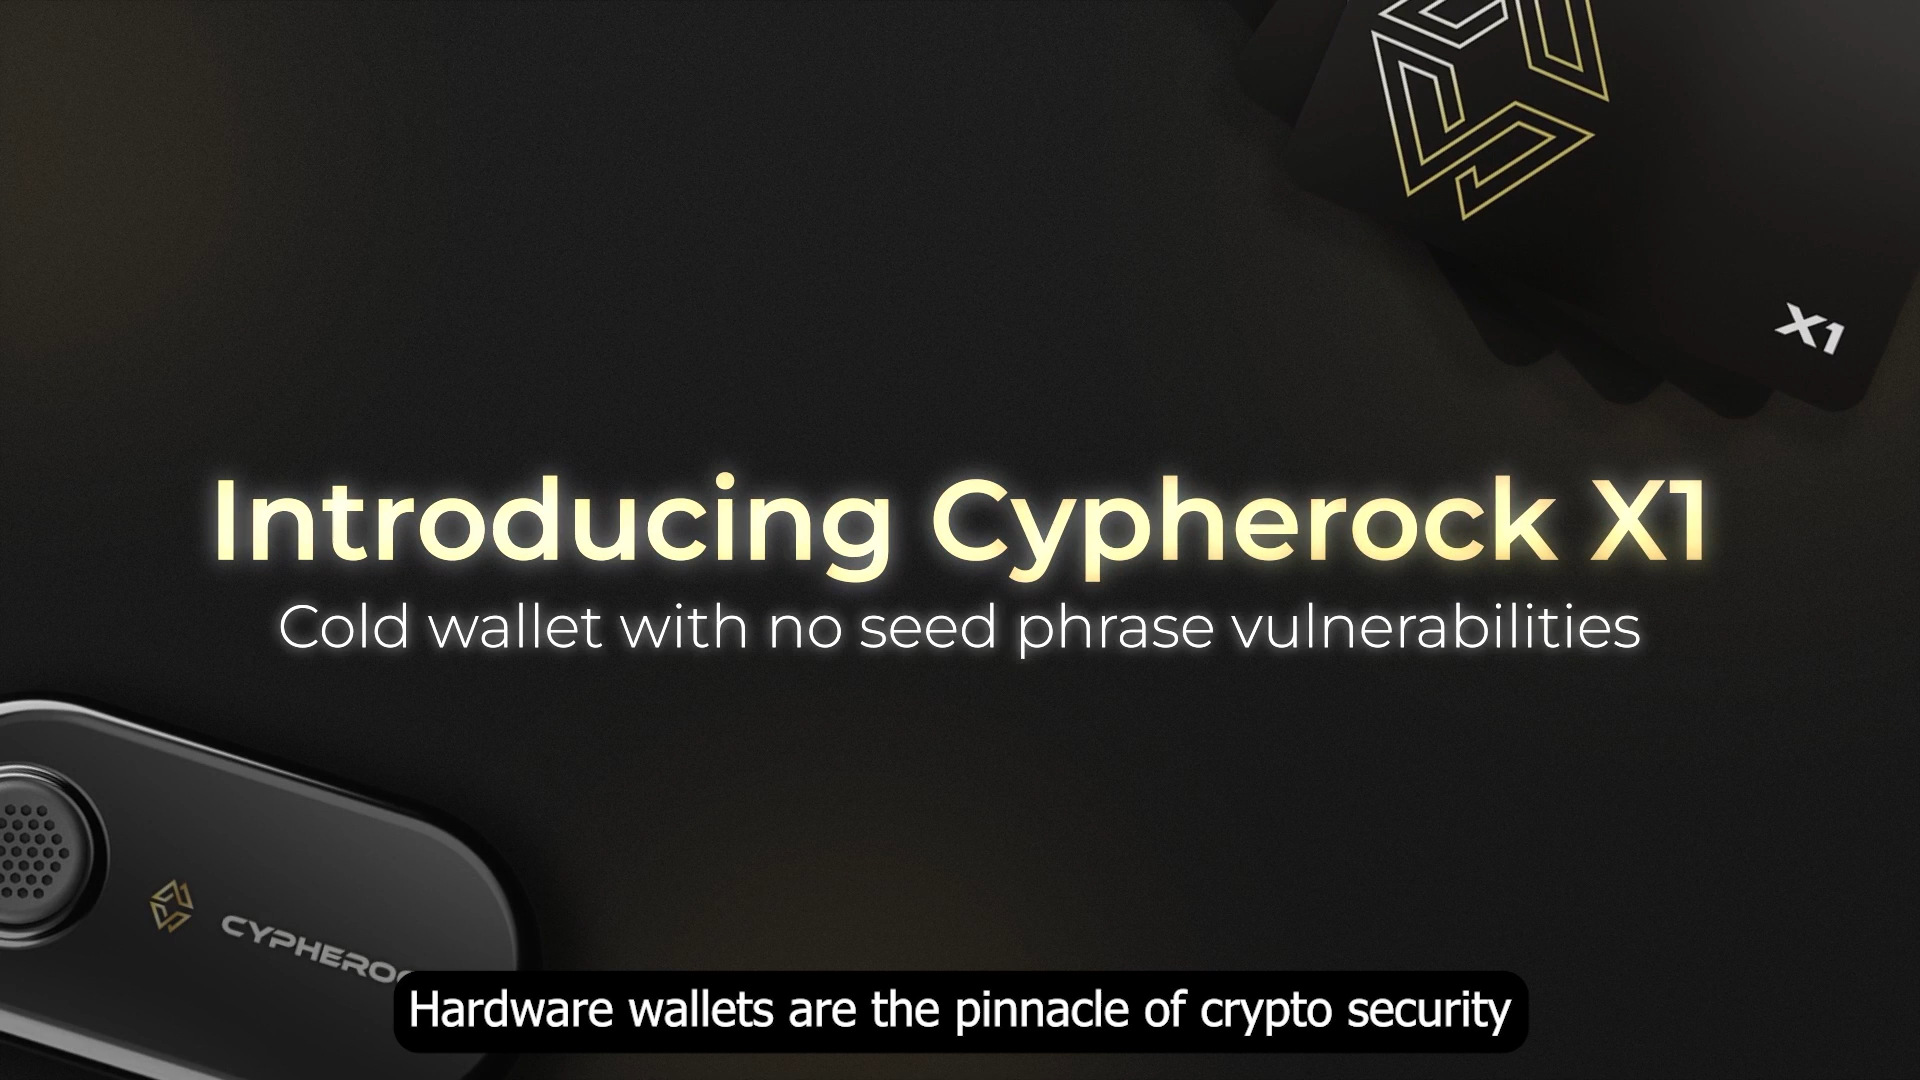 X1
Introducing Cypherock X1
Cold wallet with no seed phrase vulnerabilities
CYPHEROC
Hardware wallets are the pinnacle of crypto security